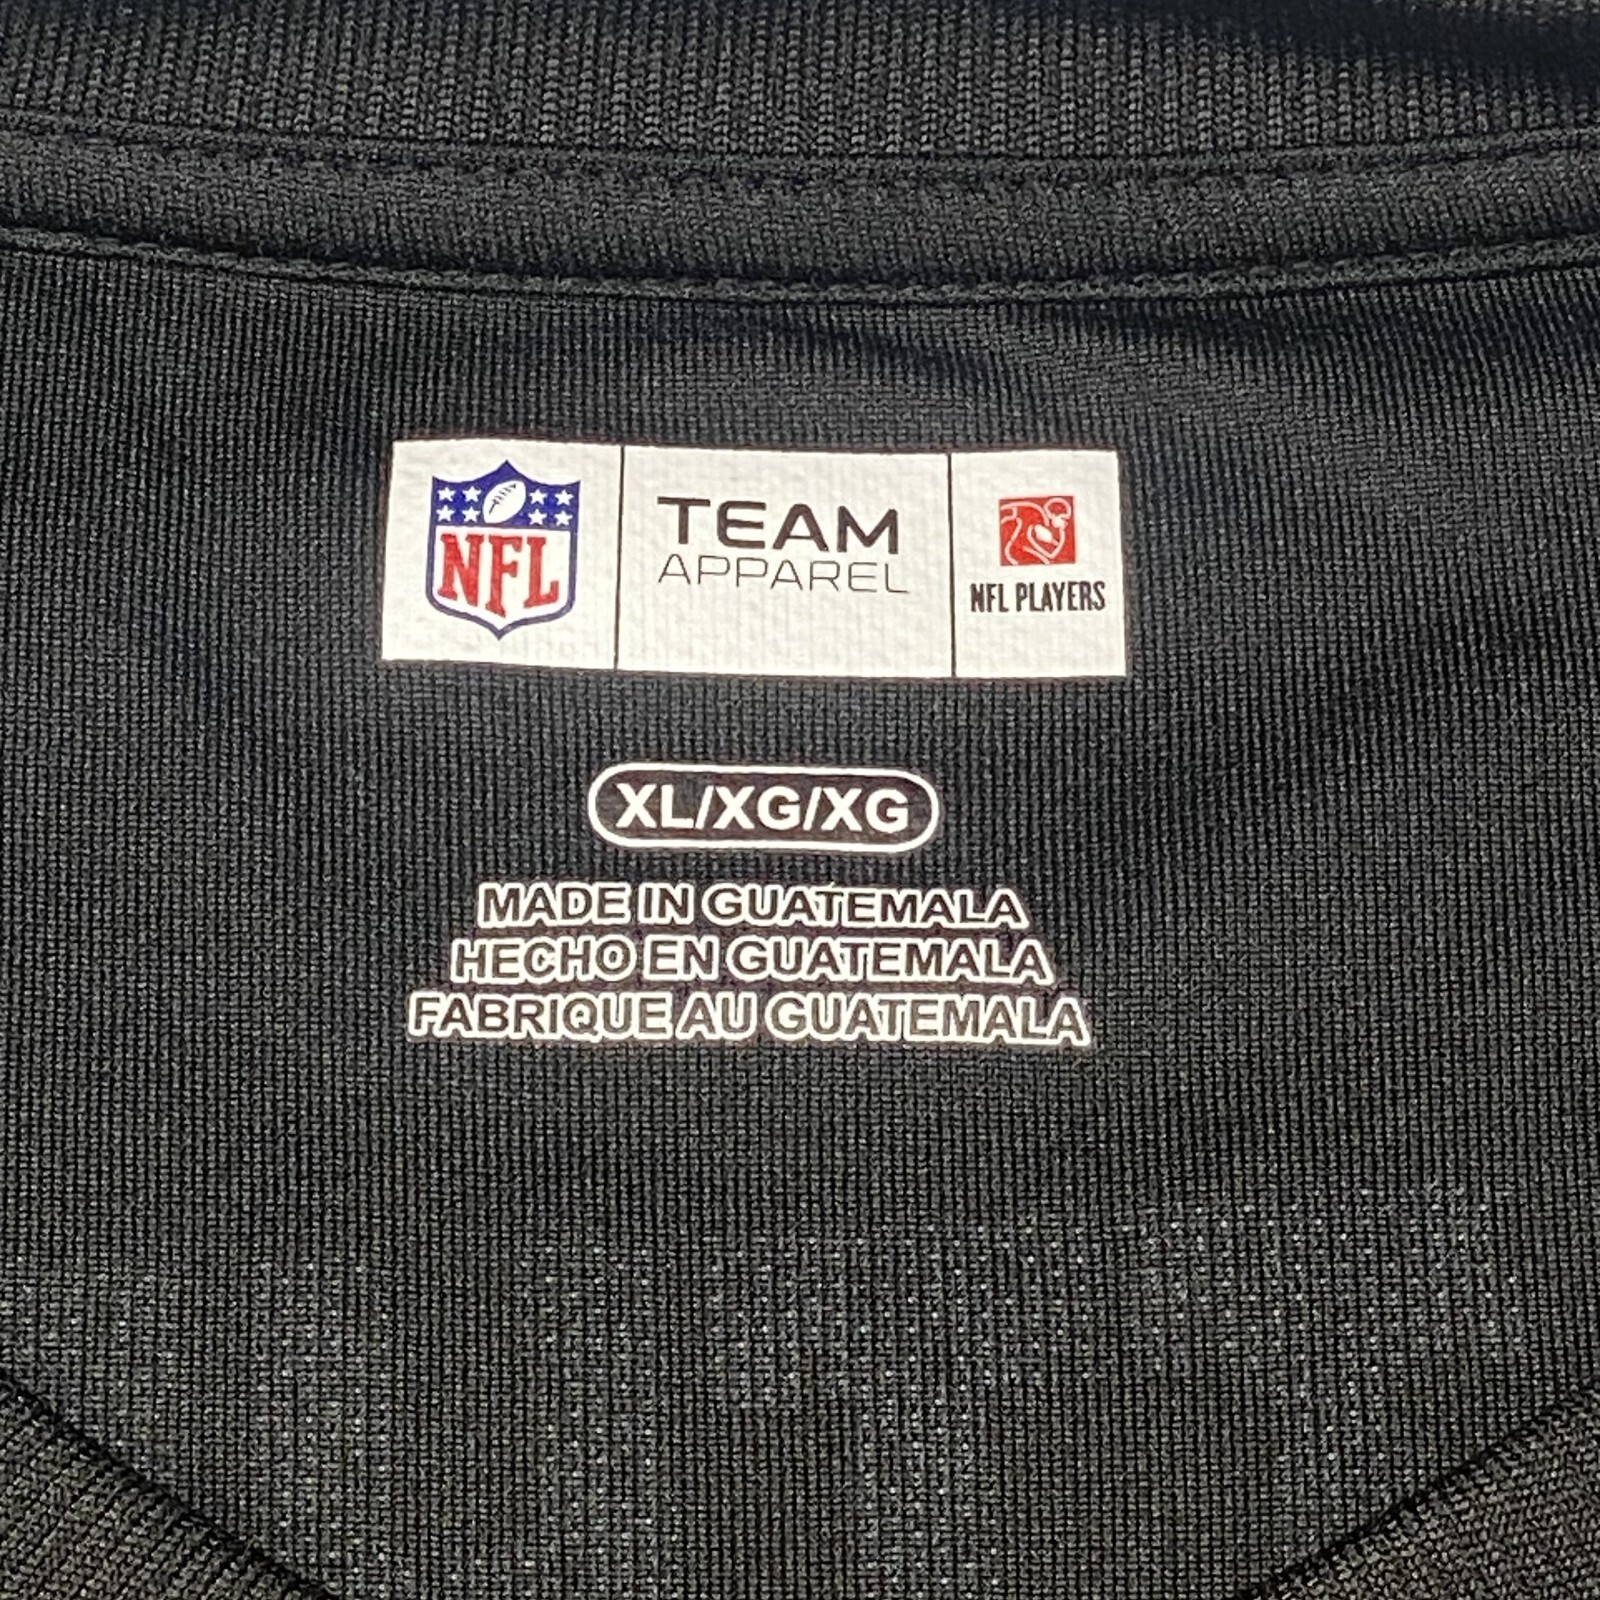 NFL
TEAM
APPAREL
NFL PLAYERS
XL/XG/XG
MADE IN GUATEMALA
HECHO EN GUATEMALA
FABRIQUE AU GUATEMALA